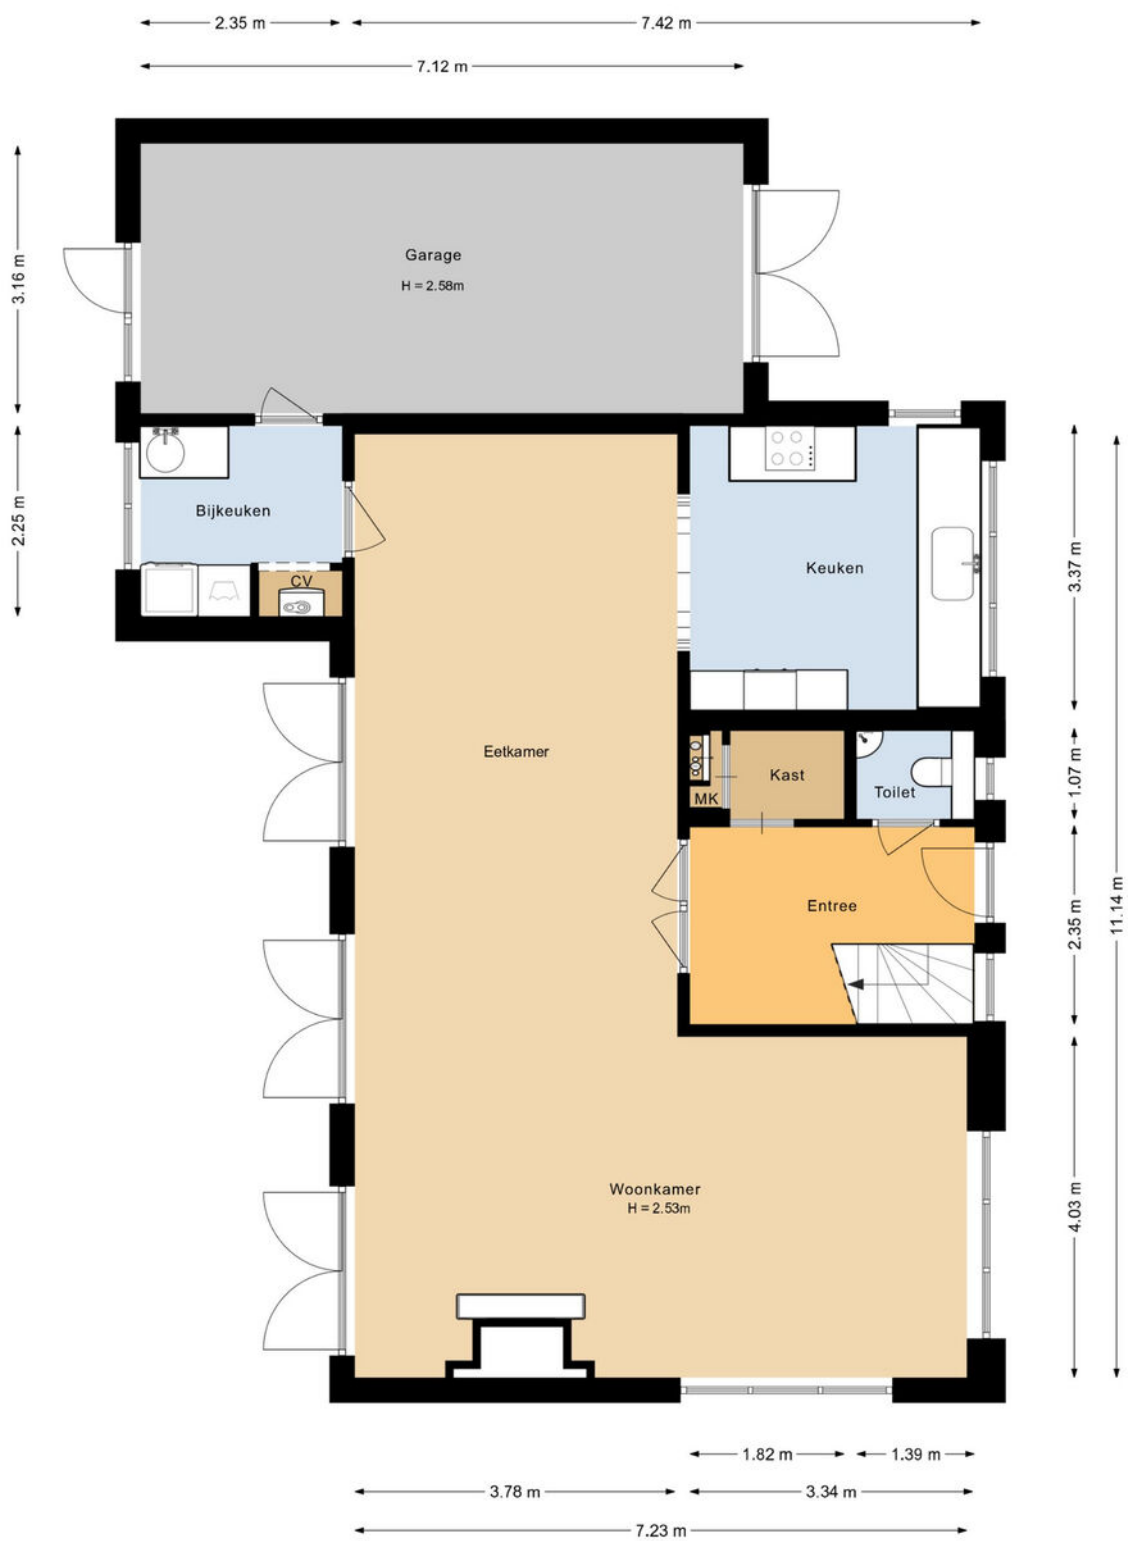 2.35 m
7.42 m
7.12 m
3.16 m
Garage
H = 2.58m
2.25 m
Bijkeuken
CV
Keuken
3.37 m
Eetkamer
MK
Kast
Toilet
1.07 m
Entree
2.35 m
11.14 m
Woonkamer
H = 2.53m
4.03 m
1.82 m
1.39 m
3.78 m
3.34 m
7.23 m